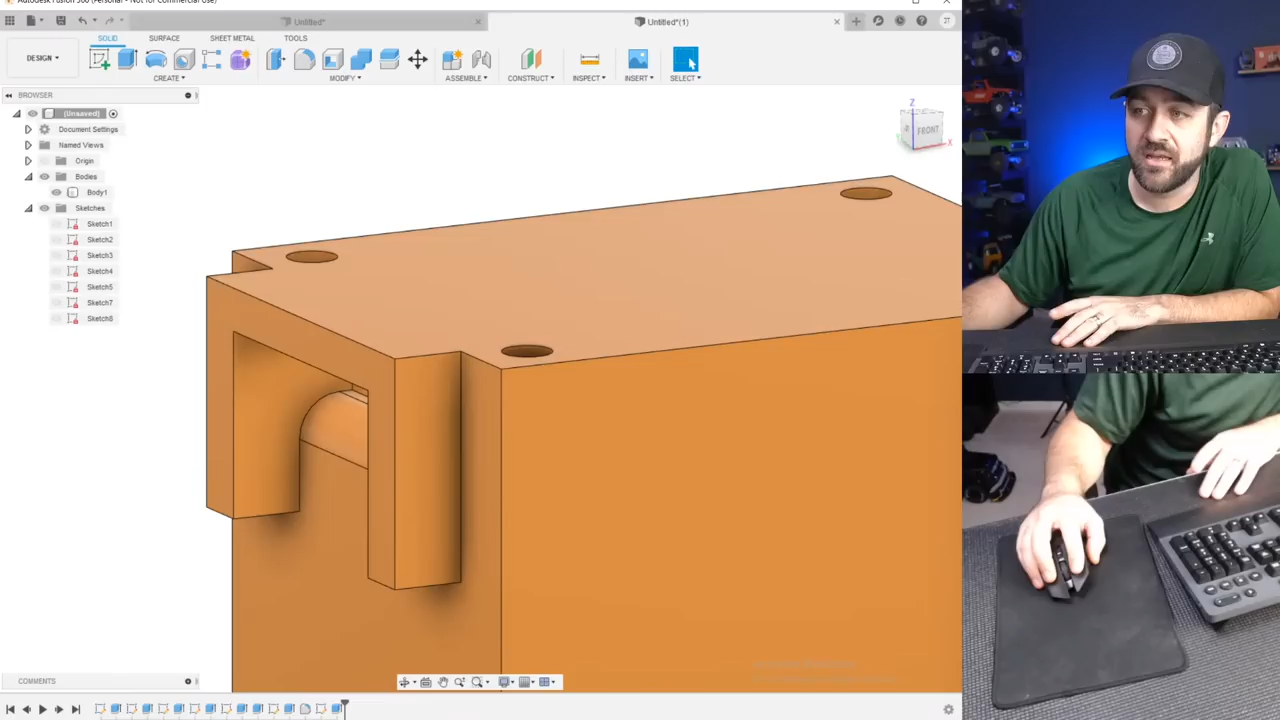 Autodesk Fusion 360 (Personal - Not for Commercial Use)
Untitled*
Untitled*(1)
JT
DESIGN
SOLID
SURFACE
SHEET METAL
TOOLS
CREATE
MODIFY
ASSEMBLE
CONSTRUCT
INSPECT
INSERT
SELECT
BROWSER
(Unsaved)
Document Settings
Named Views
Origin
Bodies
Body1
Sketches
Sketch1
Sketch2
Sketch3
Sketch4
Sketch5
Sketch7
Sketch8
Z
FRONT
X
COMMENTS